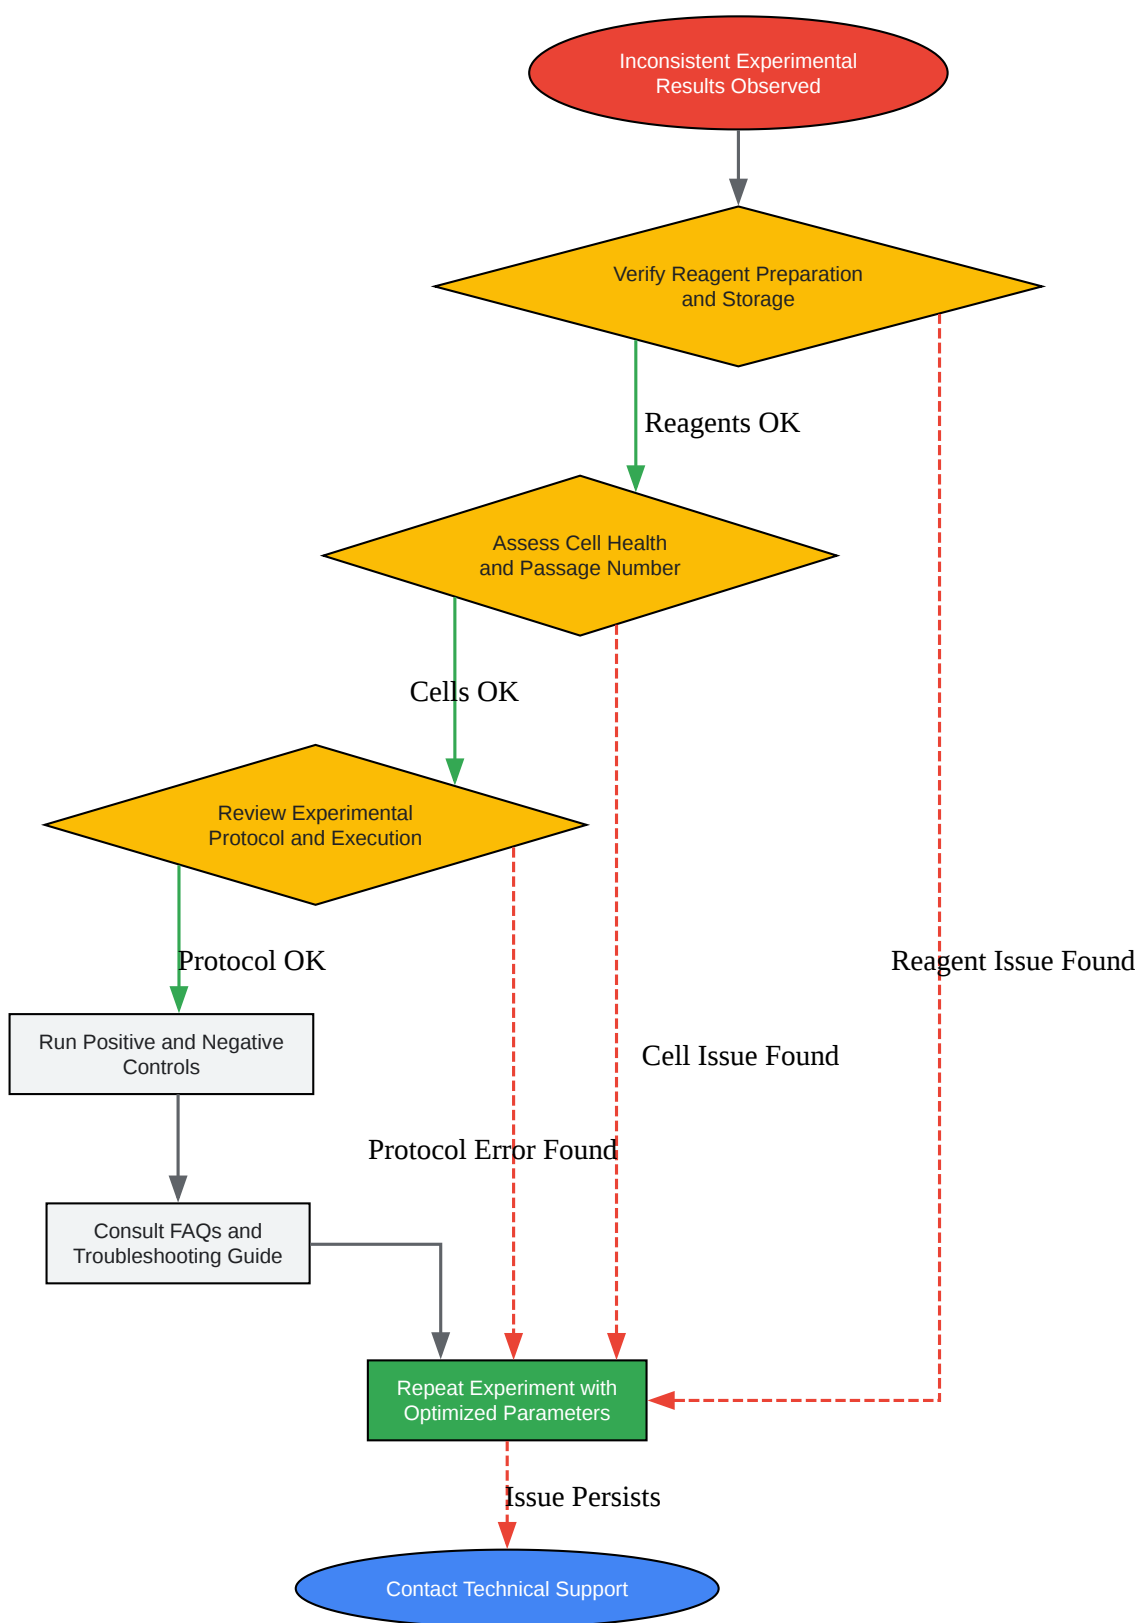 Inconsistent Experimental
Results Observed
Verify Reagent Preparation
and Storage
Reagents OK
Assess Cell Health
and Passage Number
Cells OK
Review Experimental
Protocol and Execution
Protocol OK
Reagent Issue Found
Run Positive and Negative
Controls
Cell Issue Found
Protocol Error Found
Consult FAQs and
Troubleshooting Guide
Repeat Experiment with
Optimized Parameters
Issue Persists
Contact Technical Support